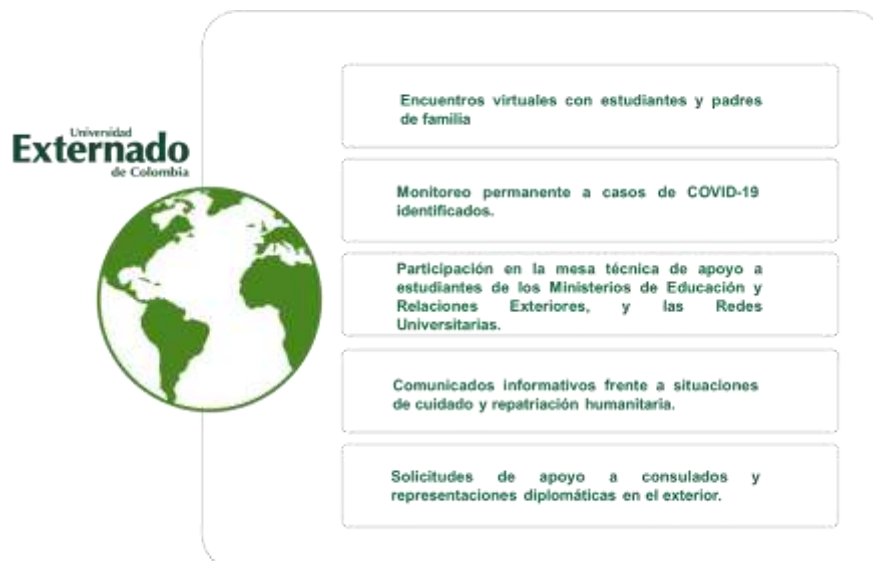 Universidad
Externado
de Colombia
Encuentros virtuales con estudiantes y padres
de familia
Monitoreo permanente a casos de COVID-19
identificados.
Participación en la mesa técnica de apoyo a
estudiantes de los Ministerios de Educación y
Relaciones Exteriores, y las Redes
Universitarias.
Comunicados informativos frente a situaciones
de cuidado y repatriación humanitaria.
Solicitudes de apoyo a consulados y
representaciones diplomáticas en el exterior.